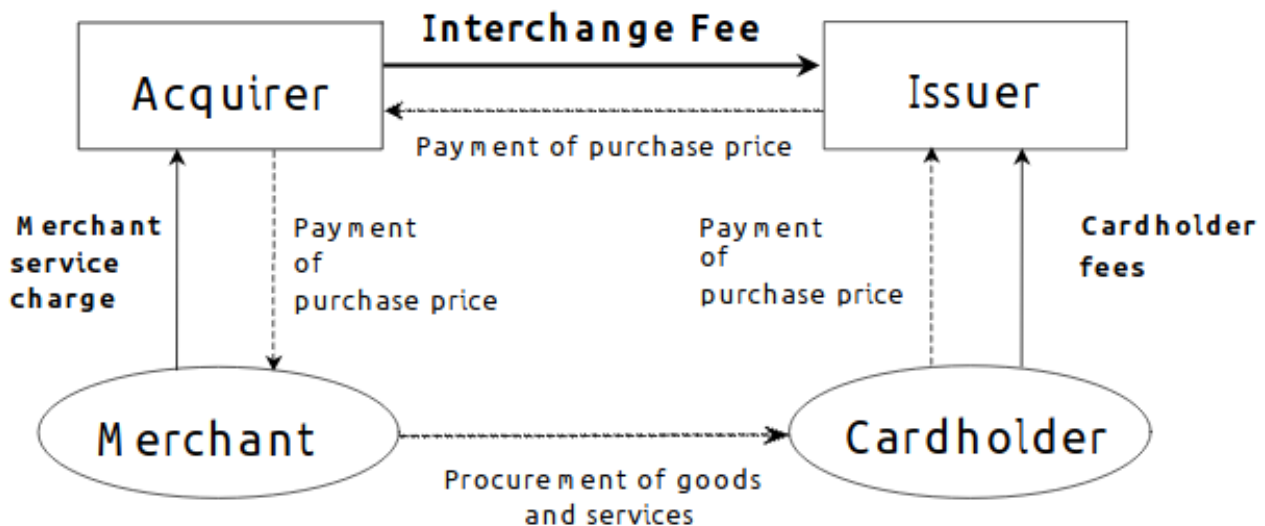 Interchange Fee
Acquirer
Issuer
Payment of purchase price
Merchant
service
charge
Payment
of
purchase price
Payment
of
purchase price
Cardholder
fees
Merchant
Cardholder
Procurement of goods
and services